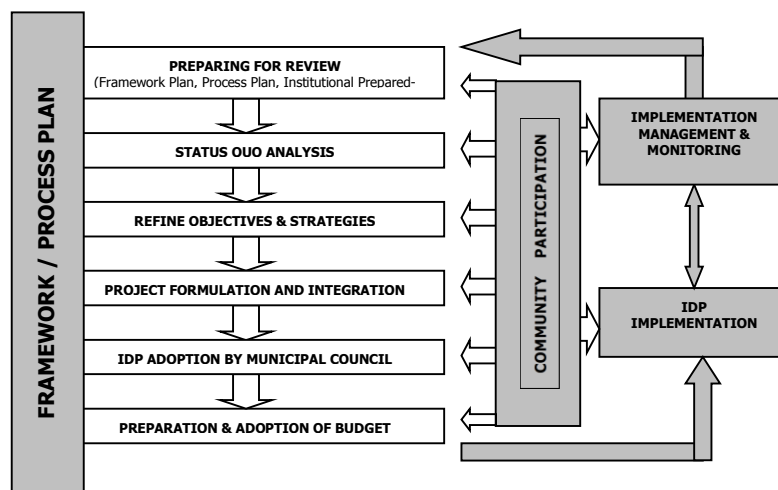 FRAMEWORK / PROCESS PLAN
PREPARING FOR REVIEW
(Framework Plan, Process Plan, Institutional Prepared-
STATUS OUO ANALYSIS
REFINE OBJECTIVES & STRATEGIES
PROJECT FORMULATION AND INTEGRATION
IDP ADOPTION BY MUNICIPAL COUNCIL
PREPARATION & ADOPTION OF BUDGET
COMMUNITY PARTICIPATION
IMPLEMENTATION
MANAGEMENT &
MONITORING
IDP
IMPLEMENTATION